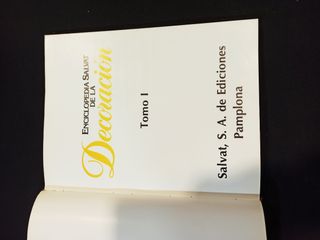 ENCICLOPEDIA SALVAT
DE LA
Decoración
Tomo I
Salvat, S. A. de Ediciones
Pamplona